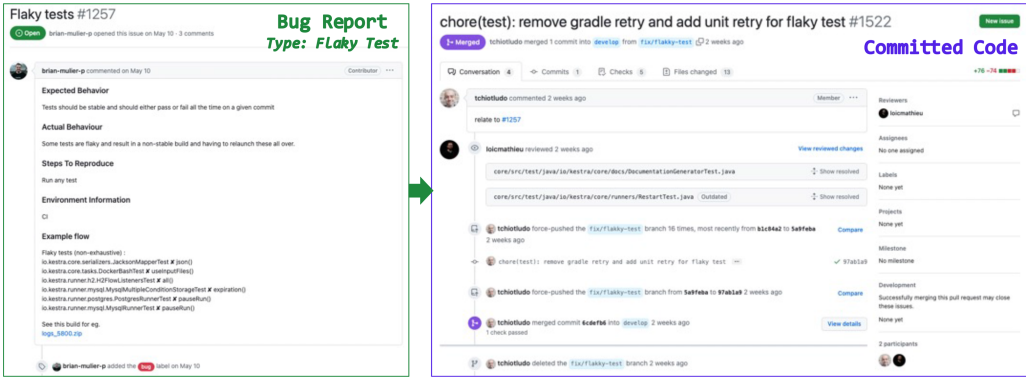 Flaky tests #1257
Open brian-mulier-p opened this issue on May 10 · 3 comments
Bug Report
Type: Flaky Test
brian-mulier-p commented on May 10 Contributor ···
Expected Behavior
Tests should be stable and should either pass or fail all the time on a given commit
Actual Behaviour
Some tests are flaky and result in a non-stable build and having to relaunch these all over.
Steps To Reproduce
Run any test
Environment Information
CI
Example flow
Flaky tests (non-exhaustive) :
io.kestra.core.serializers.JacksonMapperTest ✘ json()
io.kestra.core.tasks.DockerBashTest ✘ useInputFiles()
io.kestra.runner.h2.H2FlowListenersTest ✘ all()
io.kestra.runner.mysql.MysqlMultipleConditionStorageTest ✘ expiration()
io.kestra.runner.postgres.PostgresRunnerTest ✘ pauseRun()
io.kestra.runner.mysql.MysqlRunnerTest ✘ pauseRun()
See this build for eg.
logs_5800.zip
brian-mulier-p added the bug label on May 10
chore(test): remove gradle retry and add unit retry for flaky test #1522
New issue
Merged tchiotludo merged 1 commit into develop from fix/flakky-test 2 weeks ago
Committed Code
Conversation 4 Commits 1 Checks 5 Files changed 13
+76 −74
tchiotludo commented 2 weeks ago Member ···
relate to #1257
loicmathieu reviewed 2 weeks ago View reviewed changes
core/src/test/java/io/kestra/core/docs/DocumentationGeneratorTest.java Show resolved
core/src/test/java/io/kestra/core/runners/RestartTest.java Outdated Show resolved
tchiotludo force-pushed the fix/flakky-test branch 16 times, most recently from b1c04a2 to 5a9feba Compare
2 weeks ago
chore(test): remove gradle retry and add unit retry for flaky test ··· 97ab1a9
tchiotludo force-pushed the fix/flakky-test branch from 5a9feba to 97ab1a9 2 weeks ago Compare
tchiotludo merged commit 6cdefb6 into develop 2 weeks ago View details
1 check passed
tchiotludo deleted the fix/flakky-test branch 2 weeks ago
Reviewers
loicmathieu
Assignees
No one assigned
Labels
None yet
Projects
None yet
Milestone
No milestone
Development
Successfully merging this pull request may close
these issues.
None yet
2 participants